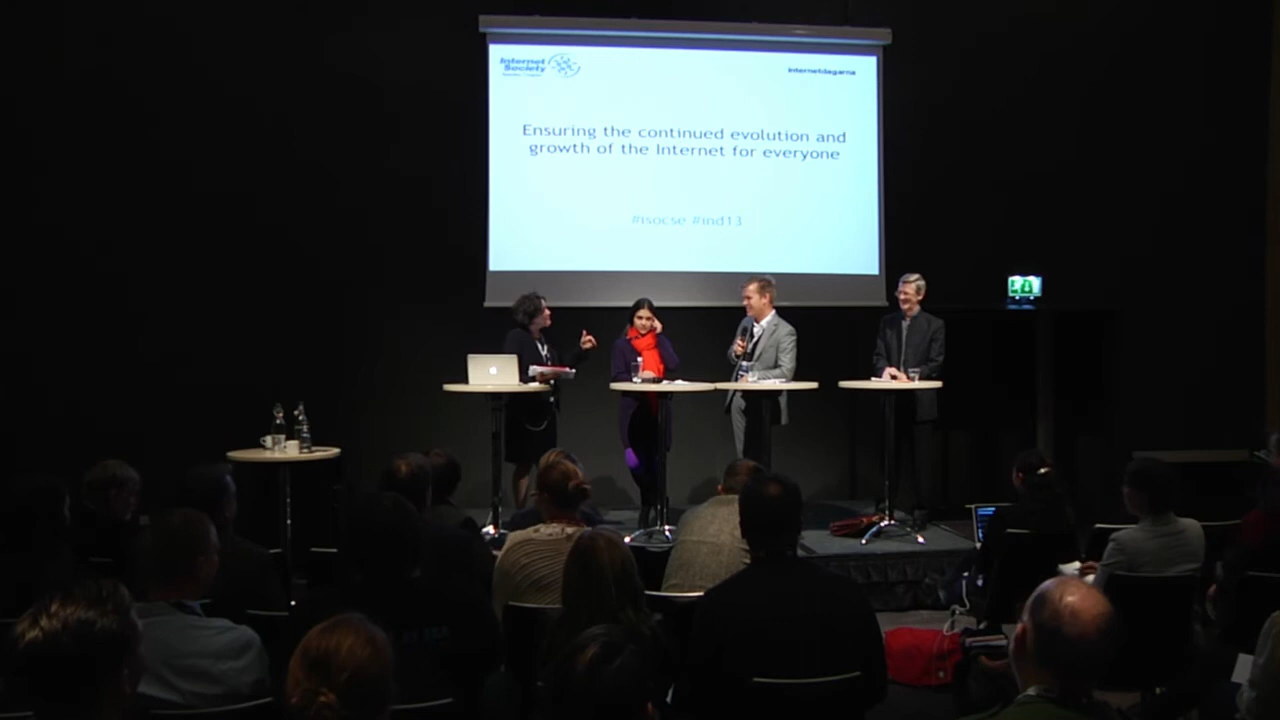 Internet
Society
internetdagarna
Ensuring the continued evolution and
growth of the Internet for everyone
#isocse #ind13